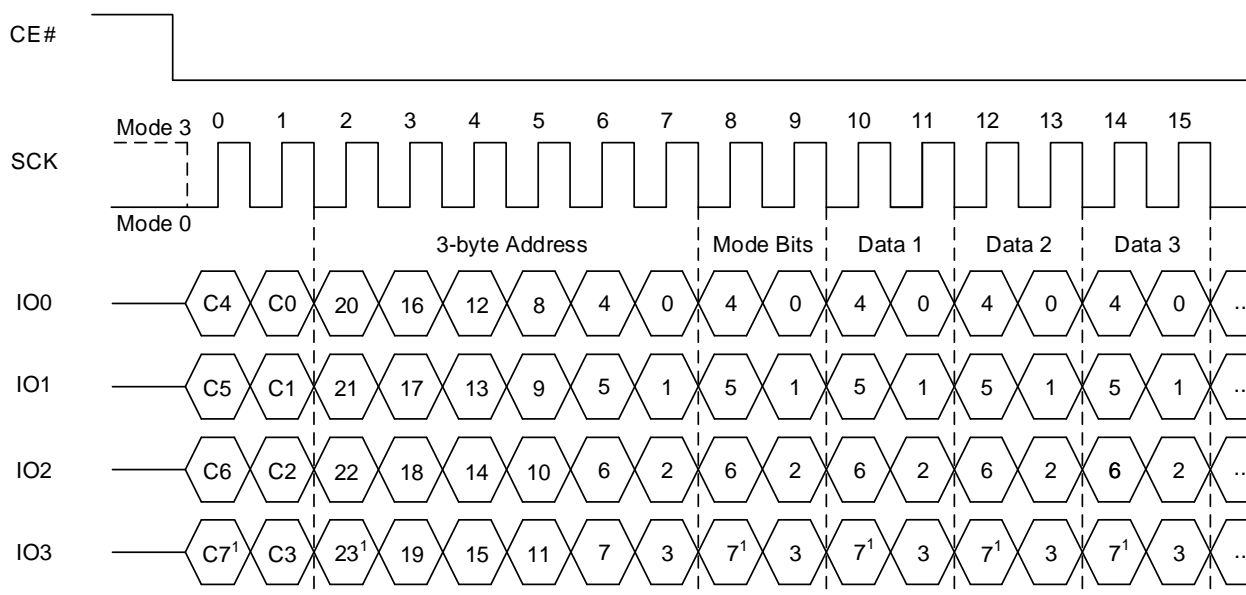 CE#
Mode 3 0 1 2 3 4 5 6 7 8 9 10 11 12 13 14 15
SCK
Mode 0
3-byte Address Mode Bits Data 1 Data 2 Data 3
IO0 C4 C0 20 16 12 8 4 0 4 0 4 0 4 0 4 0 ..
IO1 C5 C1 21 17 13 9 5 1 5 1 5 1 5 1 5 1 ..
IO2 C6 C2 22 18 14 10 6 2 6 2 6 2 6 2 6 2 ..
IO3 C7¹ C3 23¹ 19 15 11 7 3 7¹ 3 7¹ 3 7¹ 3 7¹ 3 ..